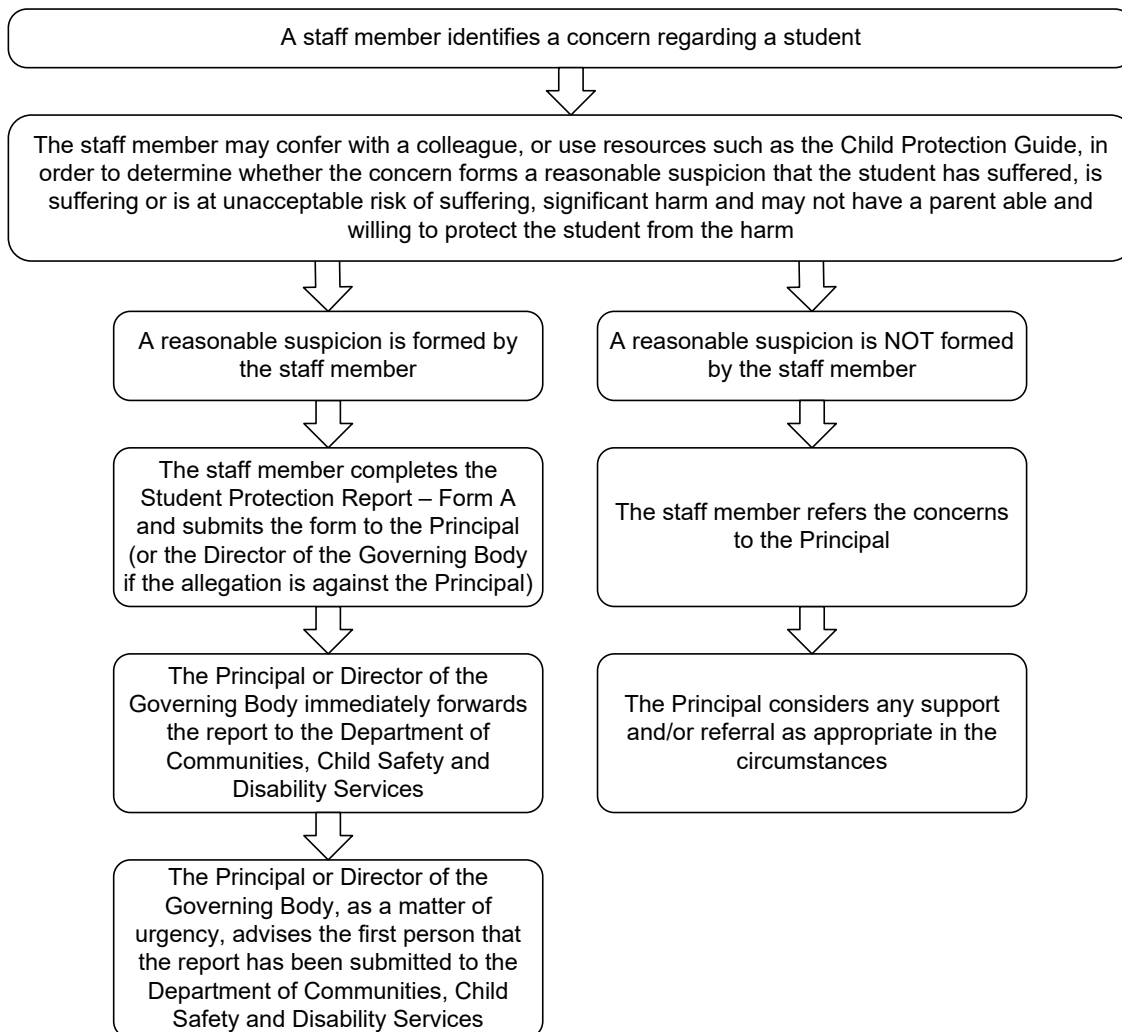 A staff member identifies a concern regarding a student
The staff member may confer with a colleague, or use resources such as the Child Protection Guide, in
order to determine whether the concern forms a reasonable suspicion that the student has suffered, is
suffering or is at unacceptable risk of suffering, significant harm and may not have a parent able and
willing to protect the student from the harm
A reasonable suspicion is formed by
the staff member
The staff member completes the
Student Protection Report – Form A
and submits the form to the Principal
(or the Director of the Governing Body
if the allegation is against the Principal)
The Principal or Director of the
Governing Body immediately forwards
the report to the Department of
Communities, Child Safety and
Disability Services
The Principal or Director of the
Governing Body, as a matter of
urgency, advises the first person that
the report has been submitted to the
Department of Communities, Child
Safety and Disability Services
A reasonable suspicion is NOT formed
by the staff member
The staff member refers the concerns
to the Principal
The Principal considers any support
and/or referral as appropriate in the
circumstances